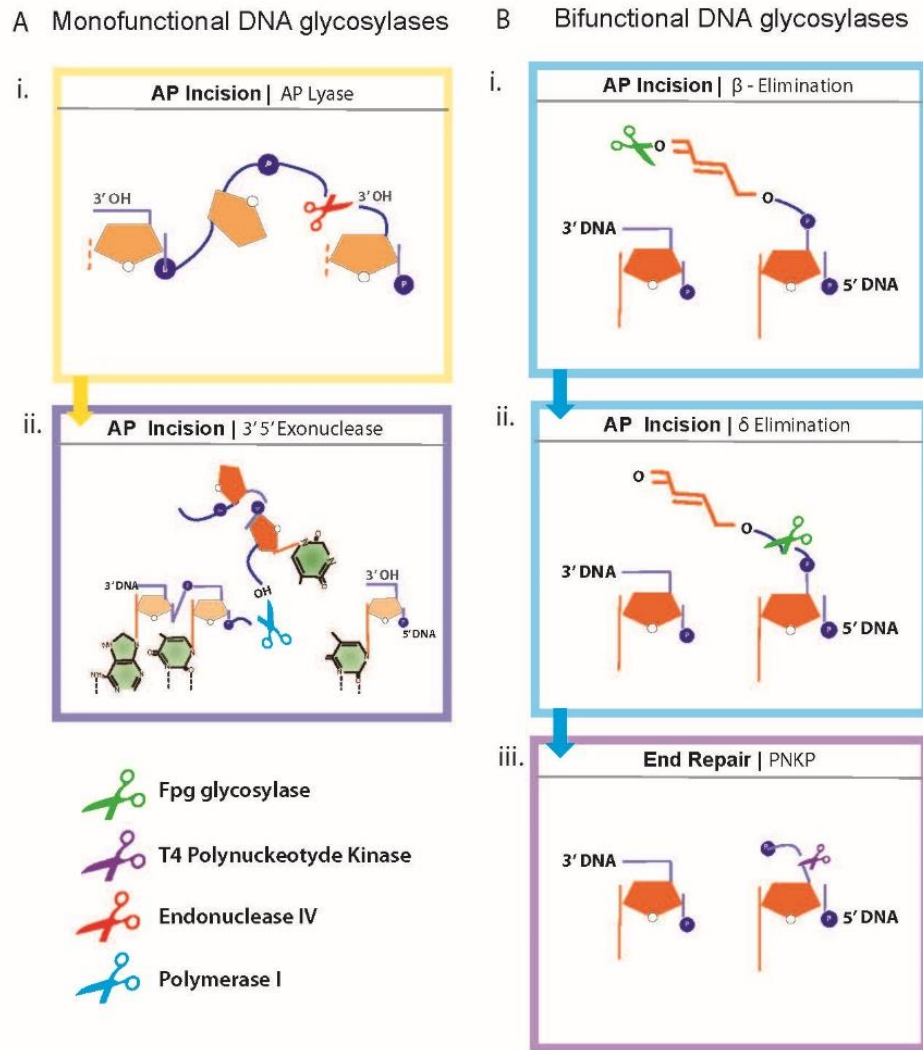 A Monofunctional DNA glycosylases
i.
AP Incision | AP Lyase
3' OH
P
3' OH
P
ii.
AP Incision | 3'5' Exonuclease
OH
3' DNA
3' OH
5' DNA
Fpg glycosylase
T4 Polynuckeotyde Kinase
Endonuclease IV
Polymerase I
B Bifunctional DNA glycosylases
i.
AP Incision | β - Elimination
O
O
P
3' DNA
P
P 5' DNA
ii.
AP Incision | δ Elimination
O
O
P
3' DNA
P
P 5' DNA
iii.
End Repair | PNKP
P
3' DNA
P
P 5' DNA